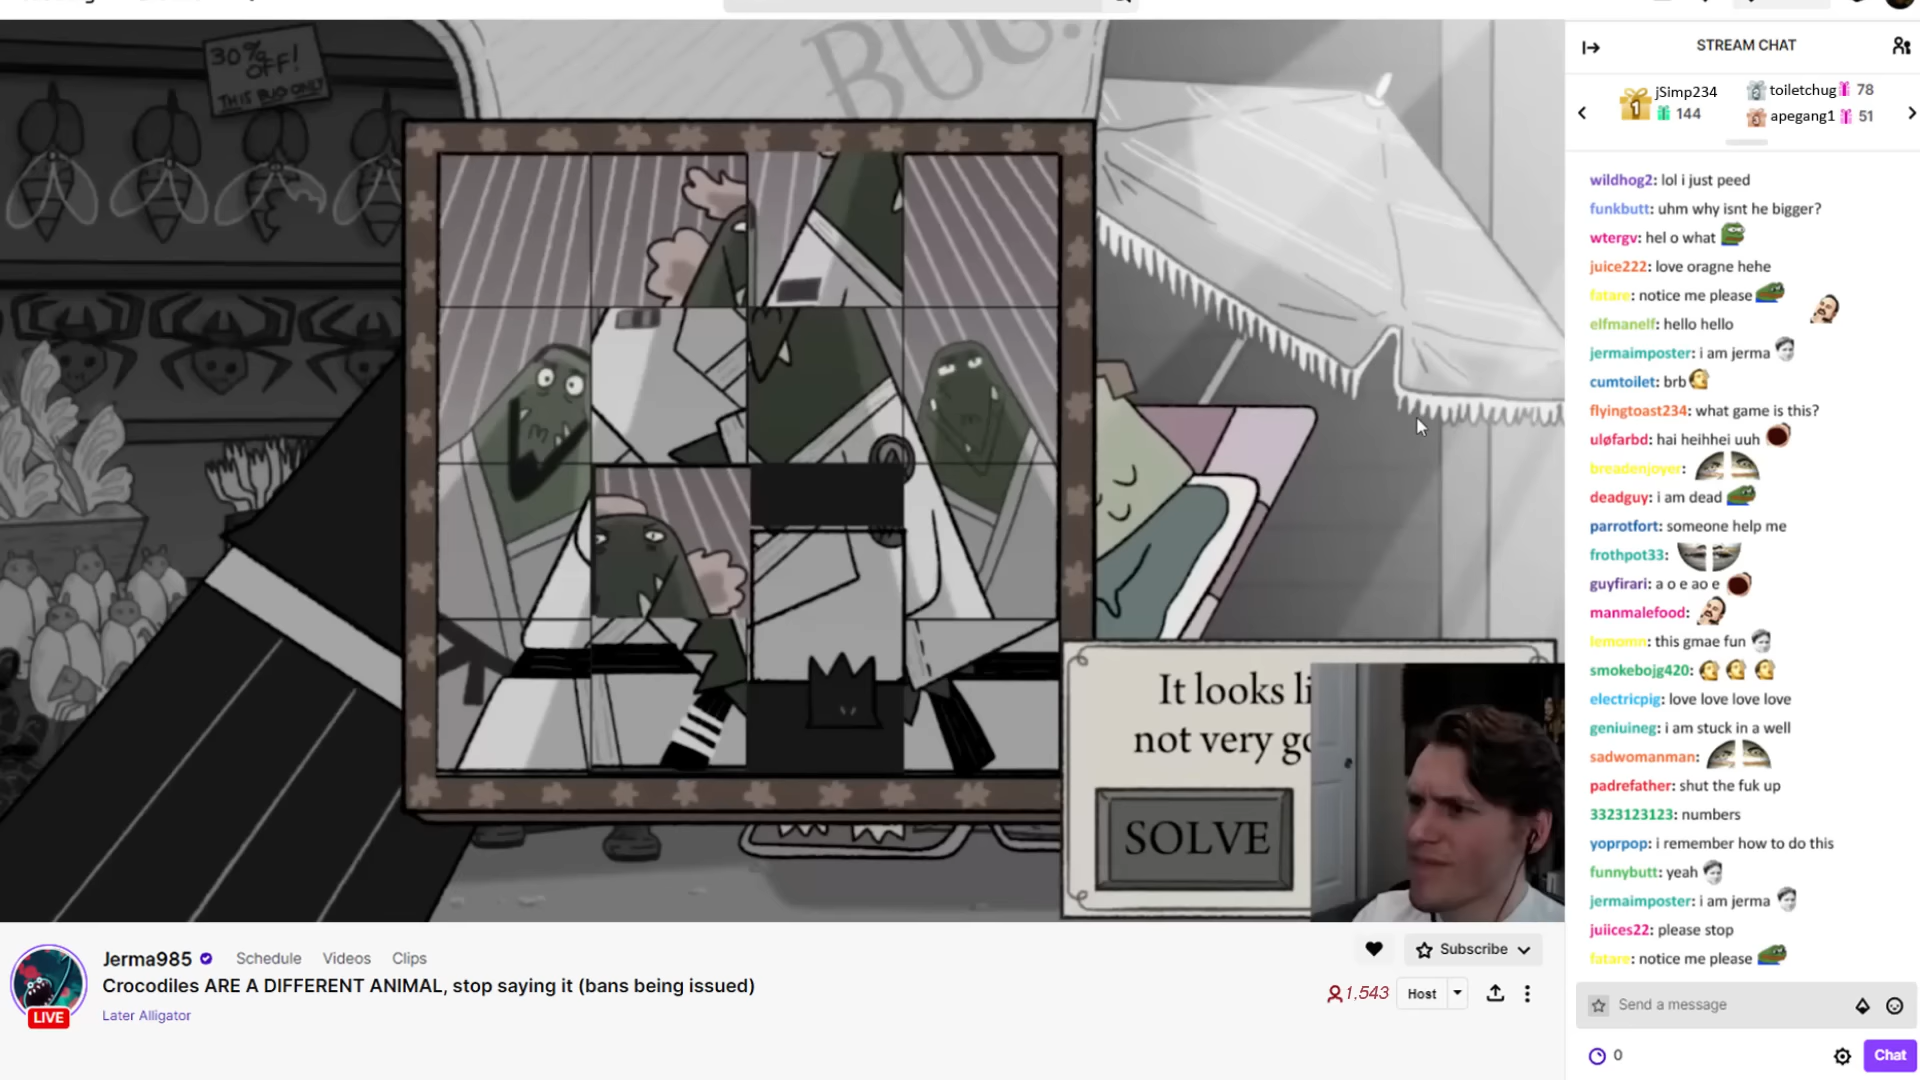 30%
OFF!
THIS BUG ONLY
BUG!
It looks li
not very go
SOLVE
LIVE
Jerma985
Schedule
Videos
Clips
Crocodiles ARE A DIFFERENT ANIMAL, stop saying it (bans being issued)
Later Alligator
Subscribe
1,543
Host
STREAM CHAT
1
jSimp234
144
2
toiletchug 78
3
apegang1 51
wildhog2: lol i just peed
funkbutt: uhm why isnt he bigger?
wtergv: hel o what
juice222: love oragne hehe
fatare: notice me please
elfmanelf: hello hello
jermaimposter: i am jerma
cumtoilet: brb
flyingtoast234: what game is this?
uløfarbd: hai heihhei uuh
breadenjoyer:
deadguy: i am dead
parrotfort: someone help me
frothpot33:
guyfirari: a o e ao e
manmalefood:
lemomn: this gmae fun
smokebojg420:
electricpig: love love love love
geniuineg: i am stuck in a well
sadwomanman:
padrefather: shut the fuk up
3323123123: numbers
yoprpop: i remember how to do this
funnybutt: yeah
jermaimposter: i am jerma
juiices22: please stop
fatare: notice me please
Send a message
0
Chat